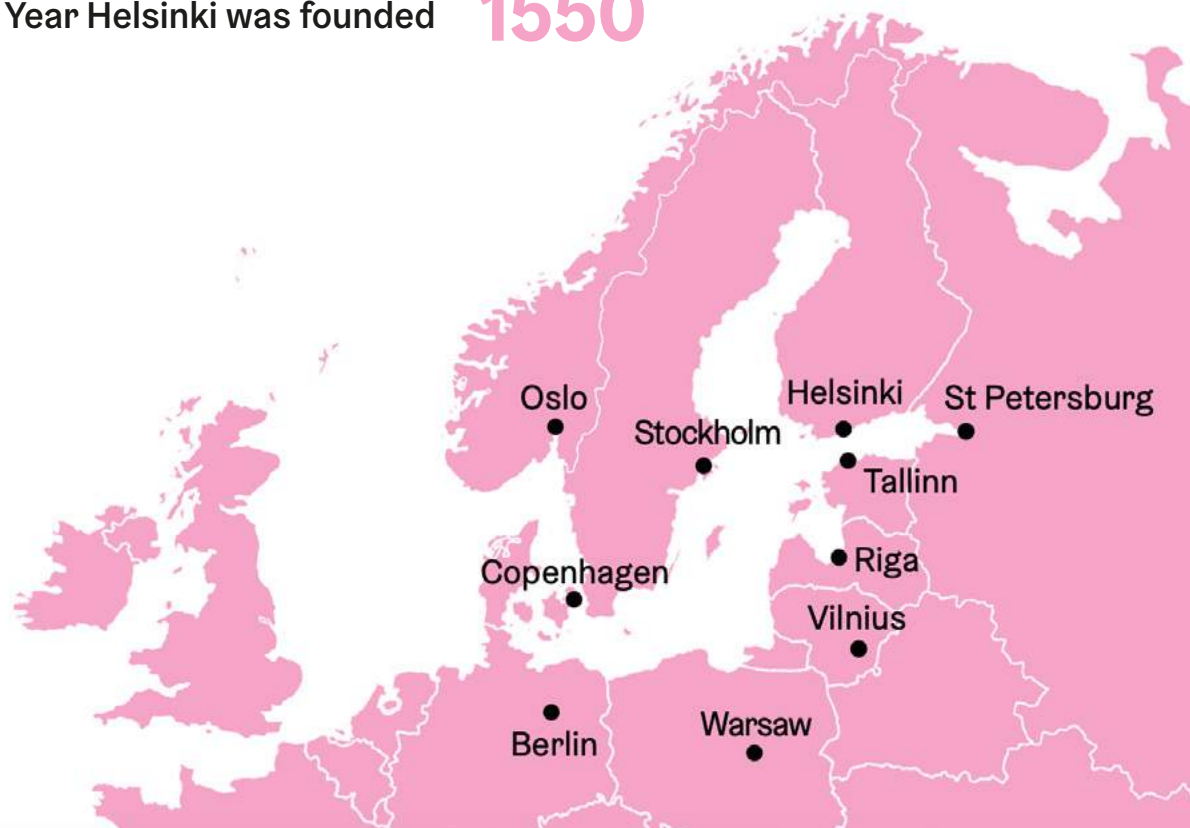 Year Helsinki was founded 1550
Oslo
Helsinki
St Petersburg
Stockholm
Tallinn
Riga
Copenhagen
Vilnius
Warsaw
Berlin